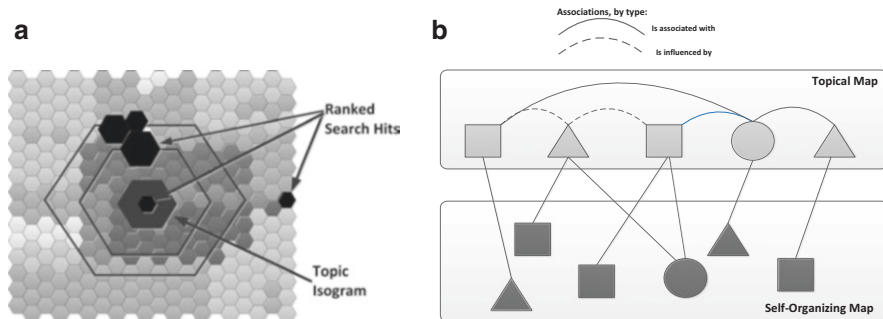 a
Ranked
Search Hits
Topic
Isogram
b
Associations, by type:
Is associated with
Is influenced by
Topical Map
Self-Organizing Map